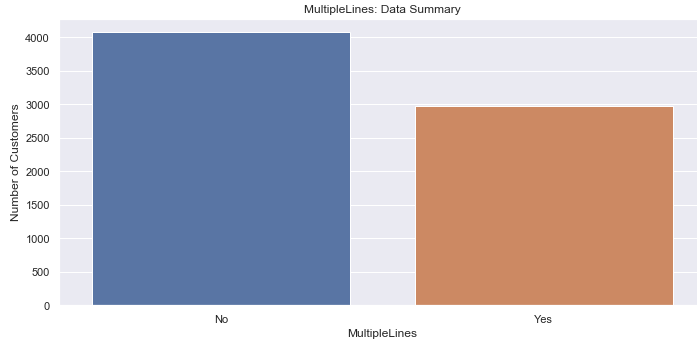 MultipleLines: Data Summary
Number of Customers
4000
3500
3000
2500
2000
1500
1000
500
0
No
Yes
MultipleLines